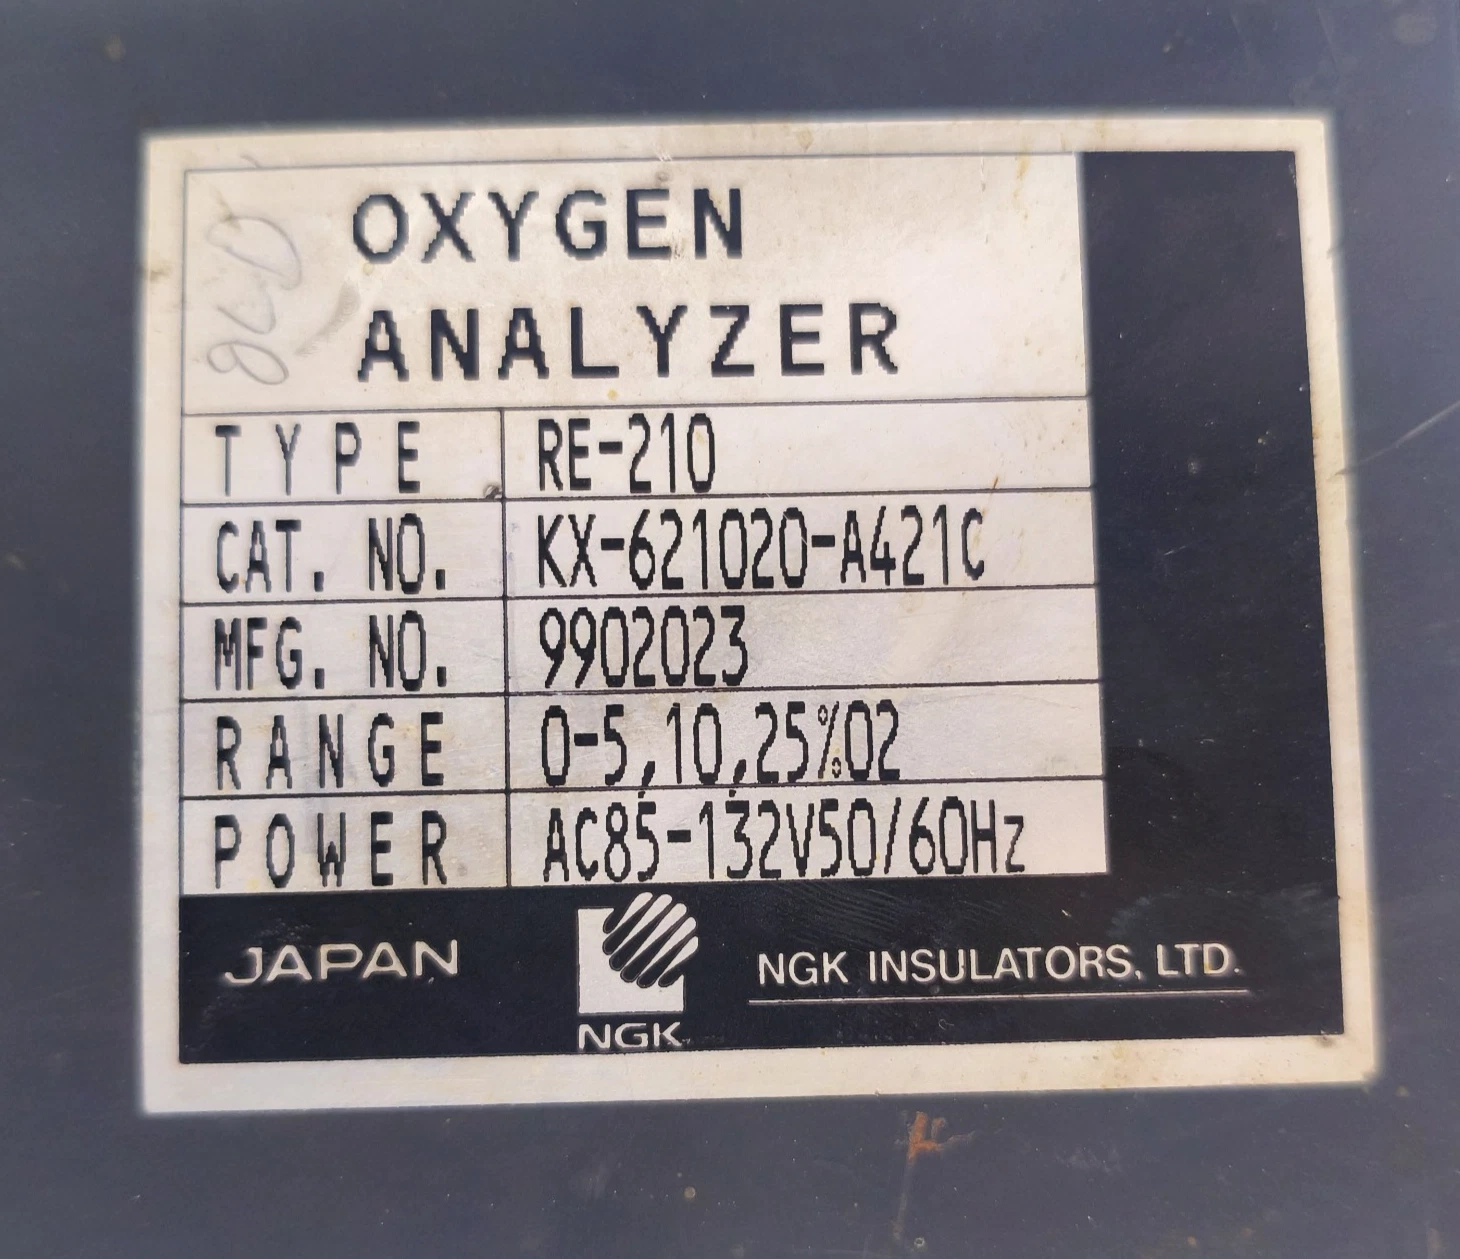 OXYGEN
ANALYZER
TYPE RE-210
CAT. NO. KX-621020-A421C
MFG. NO. 9902023
RANGE 0-5,10,25%02
POWER AC85-132V50/60Hz
JAPAN NGK NGK INSULATORS, LTD.